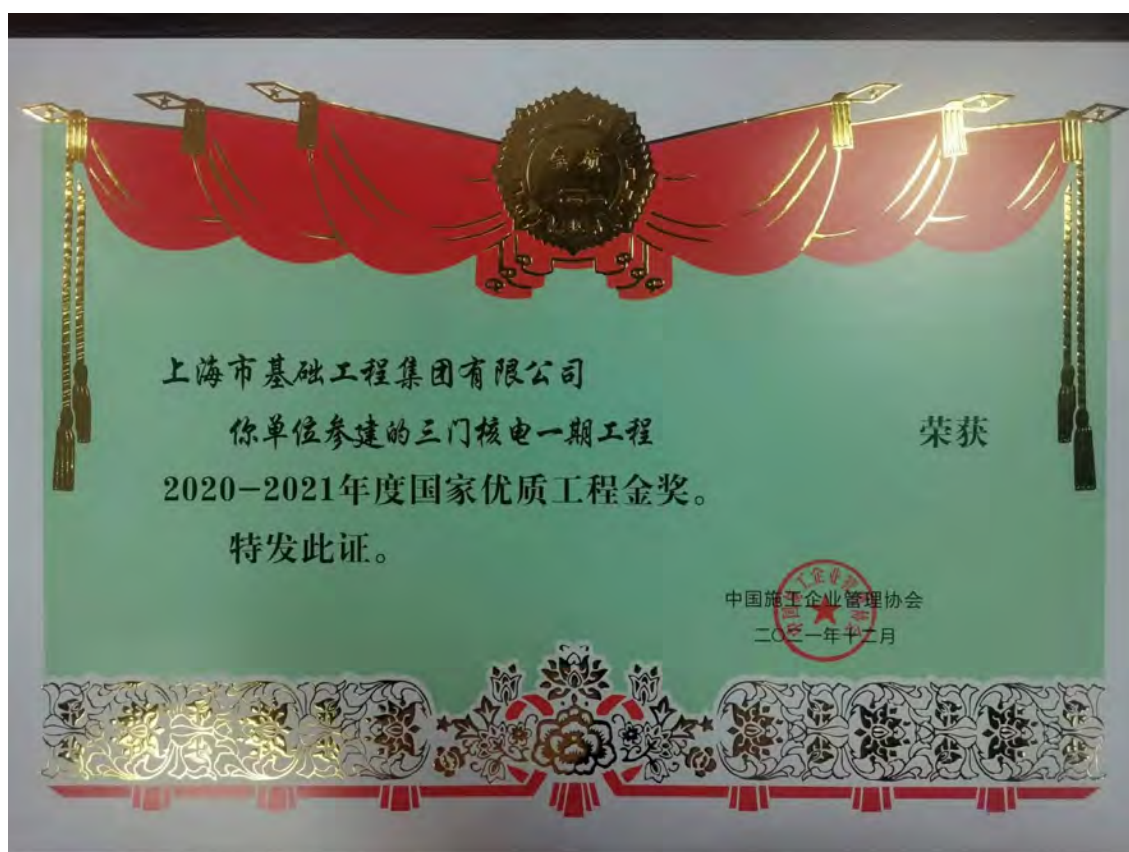 金质
上海市基础工程集团有限公司
你单位参建的三门核电一期工程 荣获
2020-2021年度国家优质工程金奖。
特发此证。
中国施工企业管理协会
二〇二一年十二月